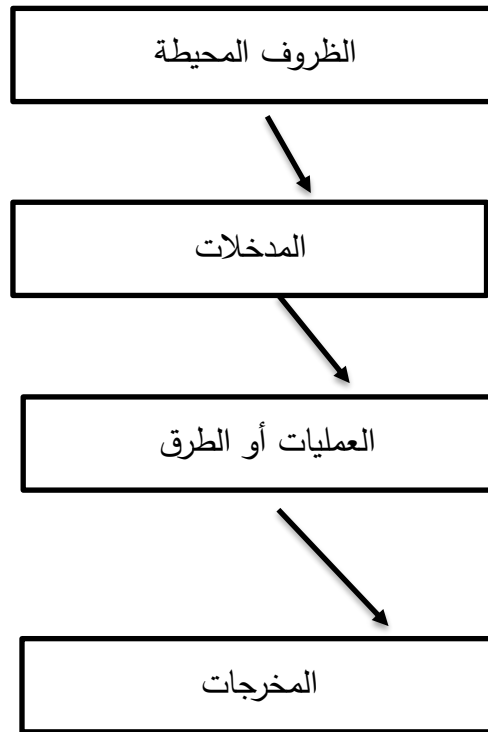 الظروف المحيطة
المدخلات
العمليات أو الطرق
المخرجات